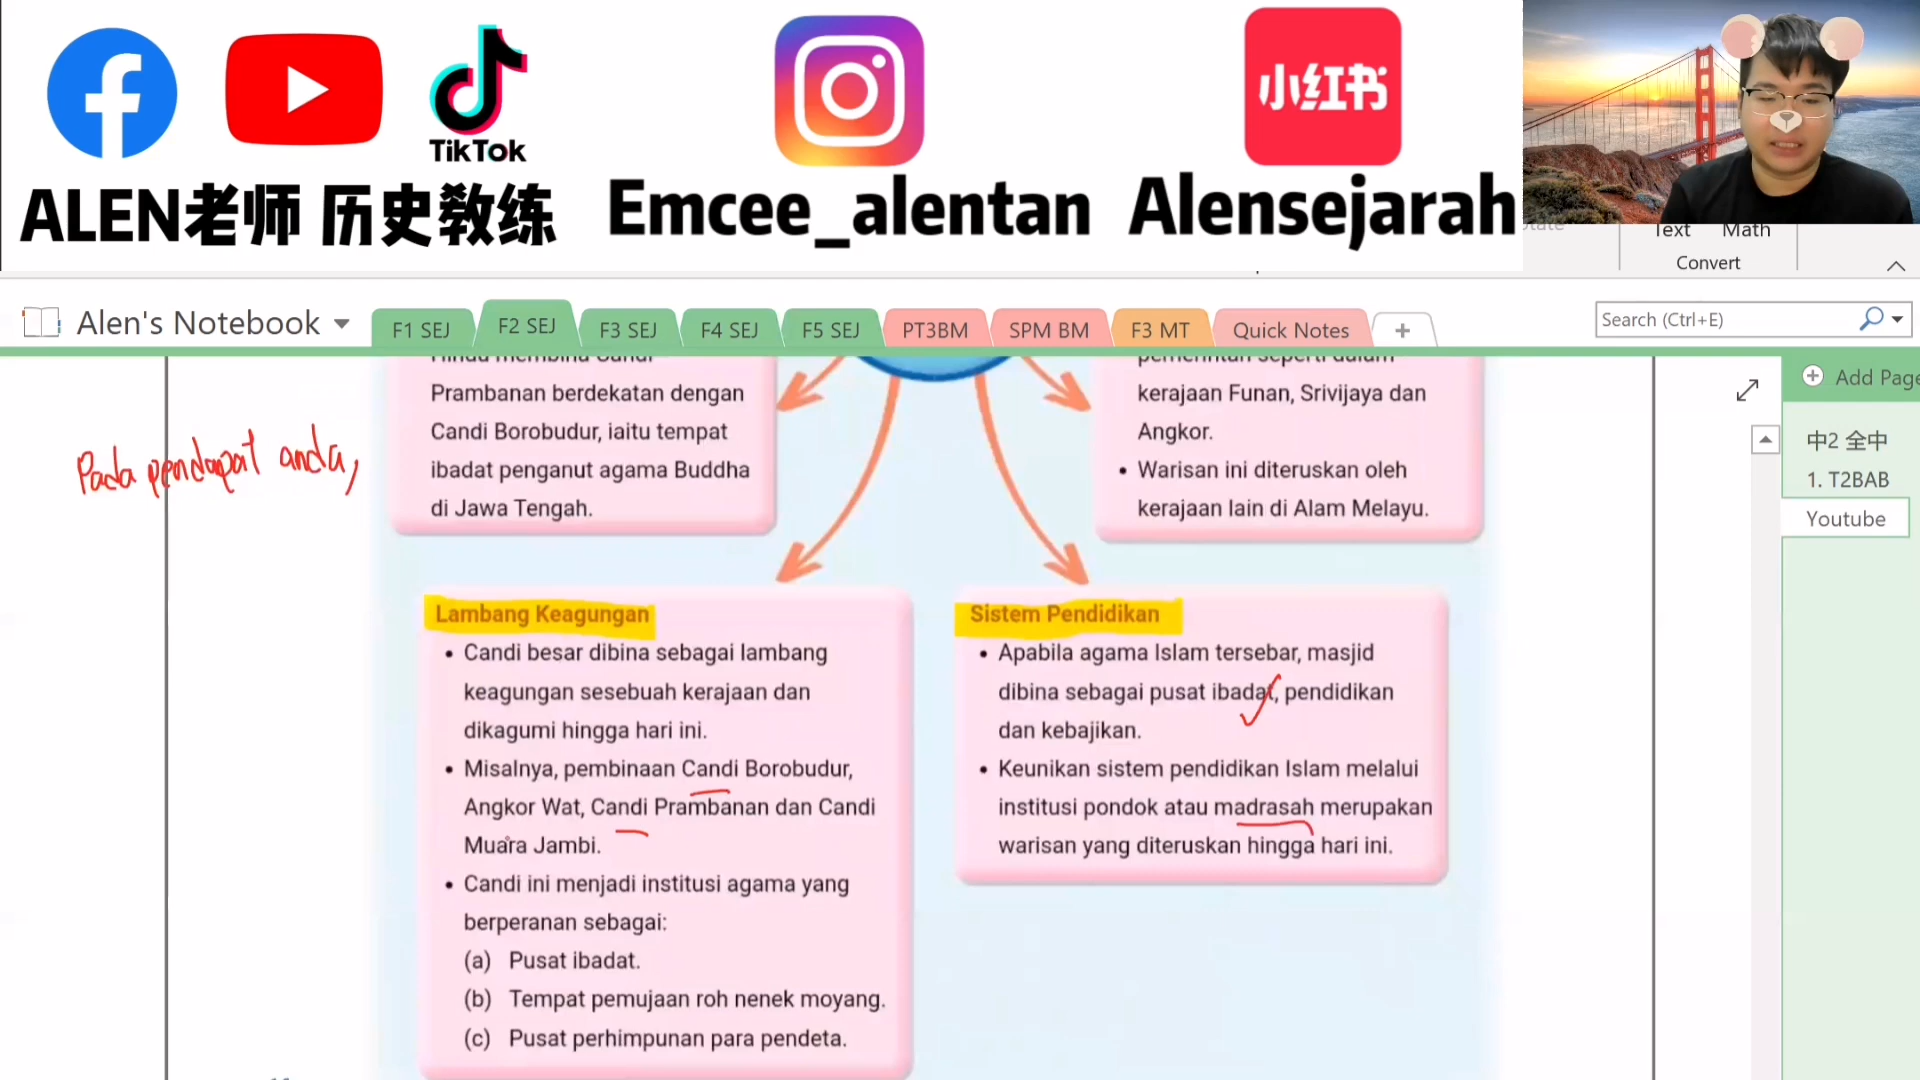 小红书
TikTok
ALEN老师 历史教练
Emcee_alentan
Alensejarah
Text Math
Convert
Alen's Notebook
F1 SEJ
F2 SEJ
F3 SEJ
F4 SEJ
F5 SEJ
PT3BM
SPM BM
F3 MT
Quick Notes
Search (Ctrl+E)
Add Page
中2 全中
1. T2BAB
Youtube
Pada pendapat anda,
Hindu membina Candi
Prambanan berdekatan dengan
Candi Borobudur, iaitu tempat
ibadat penganut agama Buddha
di Jawa Tengah.
pemerintah seperti dalam
kerajaan Funan, Srivijaya dan
Angkor.
• Warisan ini diteruskan oleh
kerajaan lain di Alam Melayu.
Lambang Keagungan
• Candi besar dibina sebagai lambang
keagungan sesebuah kerajaan dan
dikagumi hingga hari ini.
• Misalnya, pembinaan Candi Borobudur,
Angkor Wat, Candi Prambanan dan Candi
Muara Jambi.
• Candi ini menjadi institusi agama yang
berperanan sebagai:
(a) Pusat ibadat.
(b) Tempat pemujaan roh nenek moyang.
(c) Pusat perhimpunan para pendeta.
Sistem Pendidikan
• Apabila agama Islam tersebar, masjid
dibina sebagai pusat ibadat, pendidikan
dan kebajikan.
• Keunikan sistem pendidikan Islam melalui
institusi pondok atau madrasah merupakan
warisan yang diteruskan hingga hari ini.